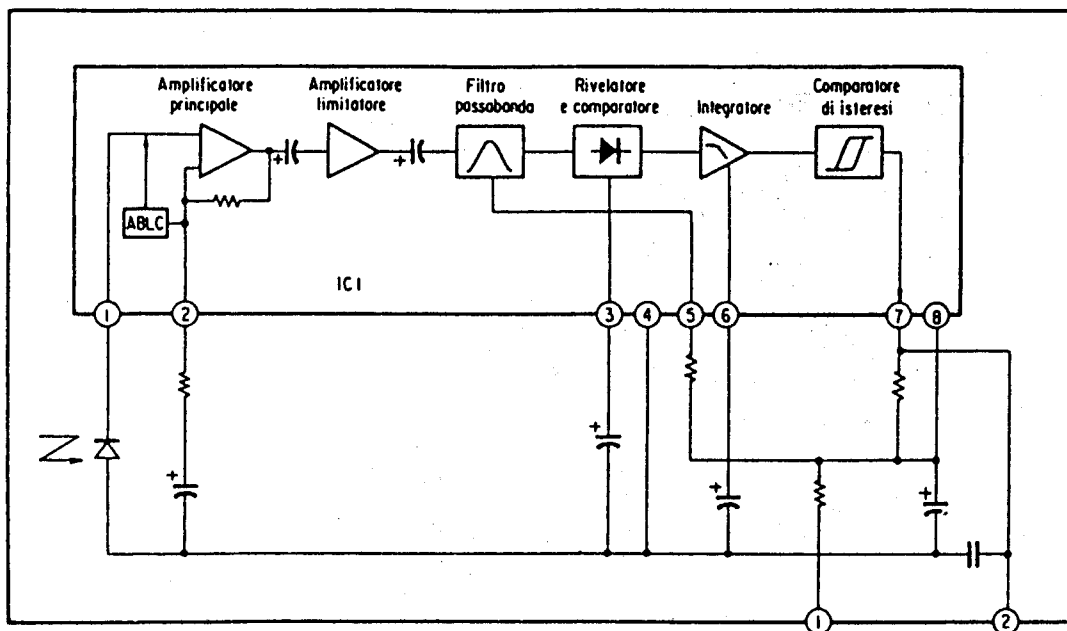 Amplificatore
principale
Amplificatore
limitatore
Filtro
passabanda
Rivelatore
e comparatore
Integratore
Comparatore
di isteresi
+
+
ABLC
IC1
1
2
3
4
5
6
7
8
+
+
+
+
1
2